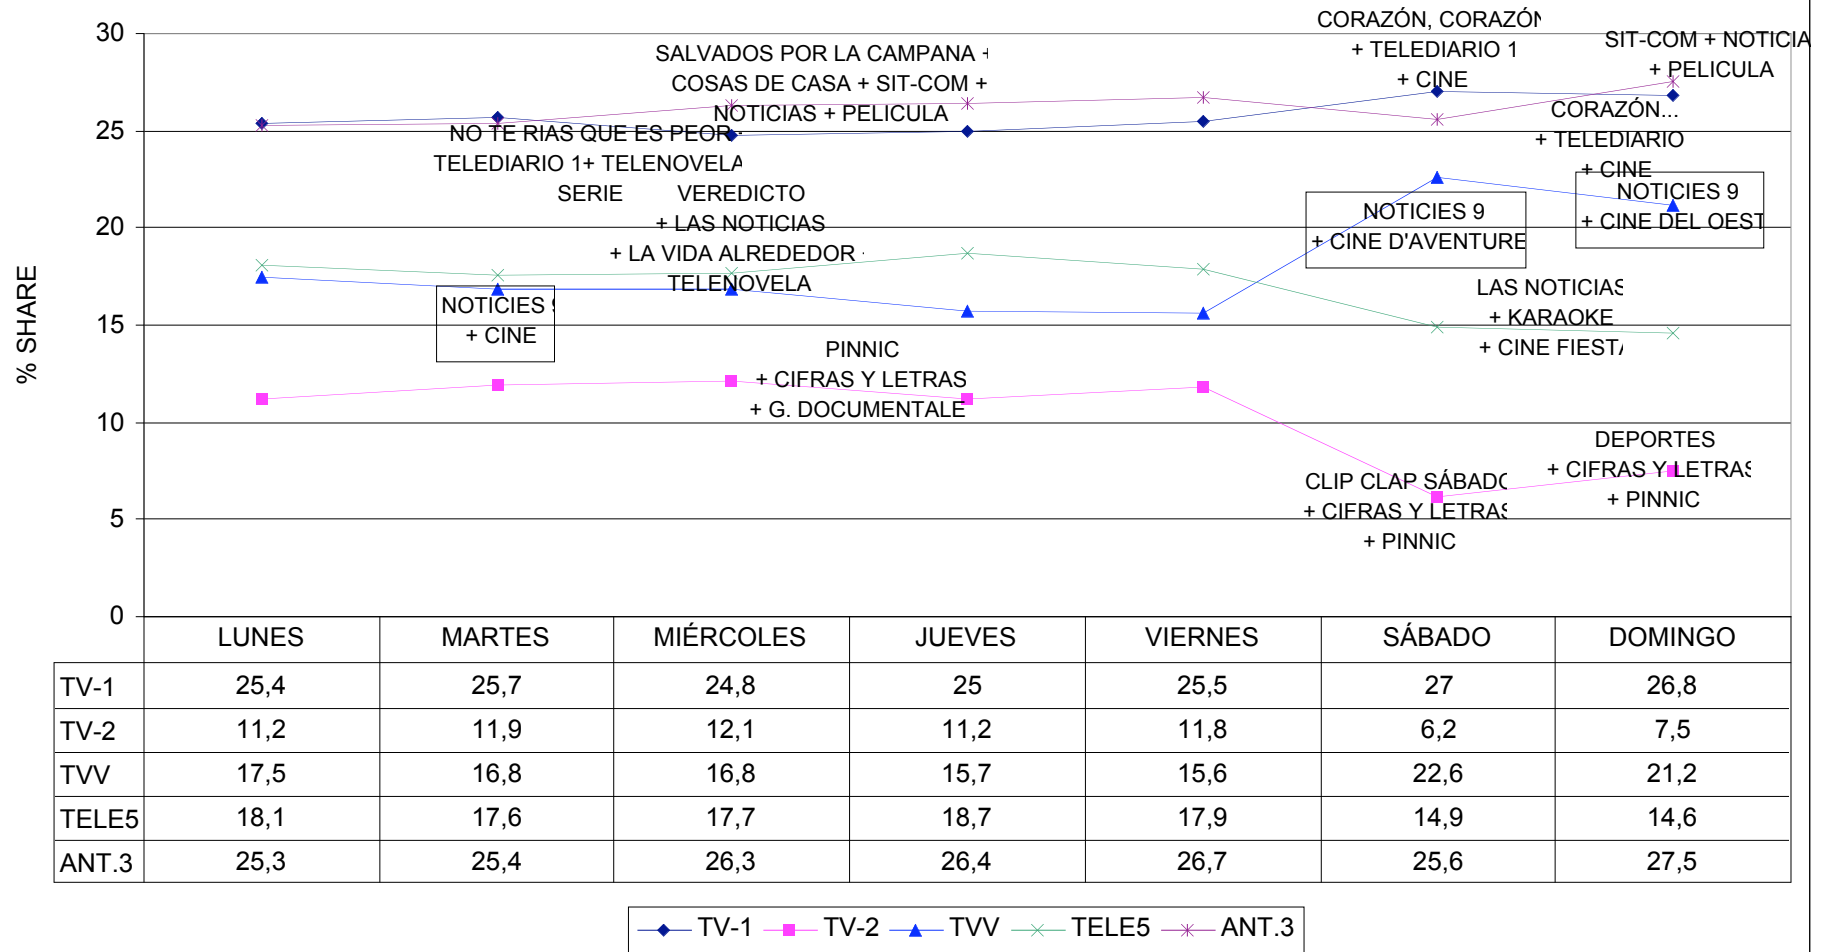 CORAZÓN, CORAZÓN
+ TELEDIARIO 1
+ CINE
SIT-COM + NOTICIA
+ PELICULA
SALVADOS POR LA CAMPANA +
COSAS DE CASA + SIT-COM +
NOTICIAS + PELICULA
CORAZÓN...
+ TELEDIARIO
+ CINE
NO TE RIAS QUE ES PEOR
TELEDIARIO 1+ TELENOVELA
SERIE
VEREDICTO
+ LAS NOTICIAS
+ LA VIDA ALREDEDOR
TELENOVELA
NOTICIES 9
+ CINE D'AVENTURE
NOTICIES 9
+ CINE DEL OEST
NOTICIES 9
+ CINE
LAS NOTICIAS
+ KARAOKE
+ CINE FIESTA
PINNIC
+ CIFRAS Y LETRAS
+ G. DOCUMENTALE
CLIP CLAP SÁBADO
+ CIFRAS Y LETRAS
+ PINNIC
DEPORTES
+ CIFRAS Y LETRAS
+ PINNIC
% SHARE
30
25
20
15
10
5
0
LUNES MARTES MIÉRCOLES JUEVES VIERNES SÁBADO DOMINGO
TV-1 25,4 25,7 24,8 25 25,5 27 26,8
TV-2 11,2 11,9 12,1 11,2 11,8 6,2 7,5
TVV 17,5 16,8 16,8 15,7 15,6 22,6 21,2
TELE5 18,1 17,6 17,7 18,7 17,9 14,9 14,6
ANT.3 25,3 25,4 26,3 26,4 26,7 25,6 27,5
TV-1 TV-2 TVV TELE5 ANT.3